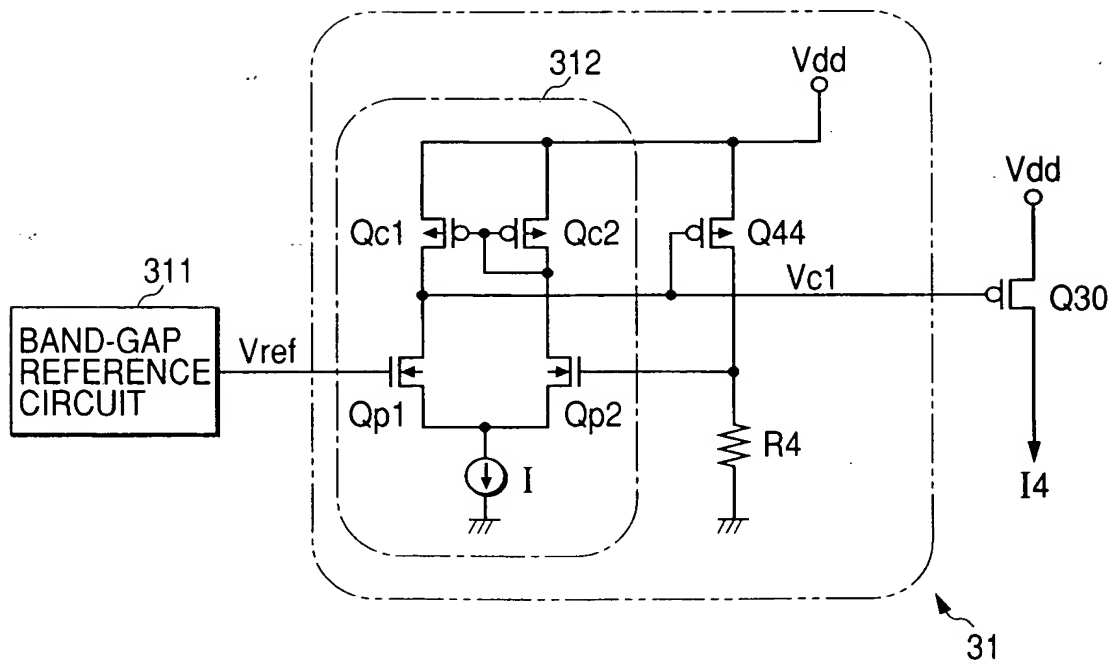 312
Vdd
Vdd
Qc1
Qc2
Q44
311
Vc1
Q30
BAND-GAP
REFERENCE
CIRCUIT
Vref
Qp1
Qp2
R4
I
I4
31